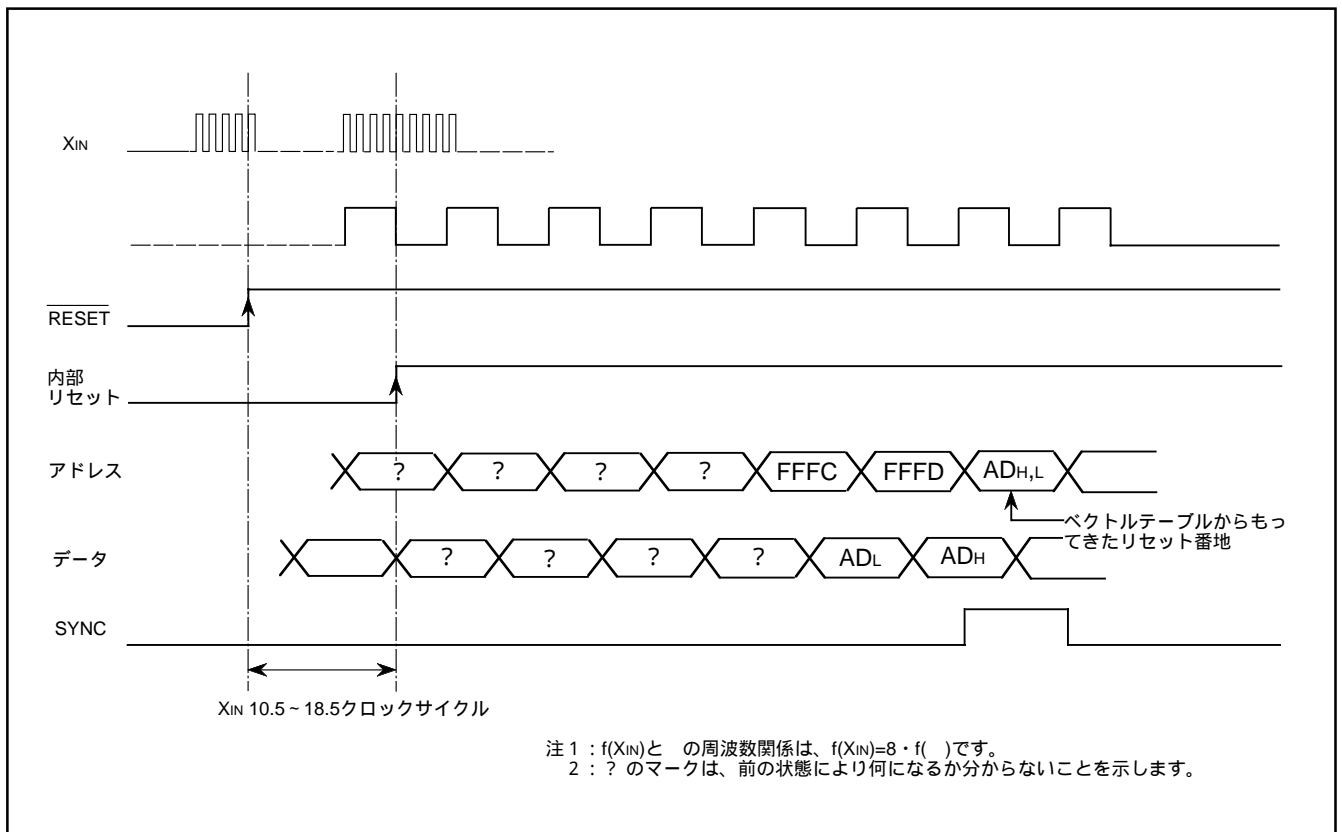 XIN
RESET
内部
リセット
アドレス
? ? ? ? FFFC FFFD ADH,L
ベクトルテーブルからもっ
てきたリセット番地
データ
? ? ? ? ADL ADH
SYNC
XIN 10.5~18.5クロックサイクル
注1:f(XIN)と の周波数関係は、f(XIN)=8・f( )です。
2:? のマークは、前の状態により何になるか分からないことを示します。